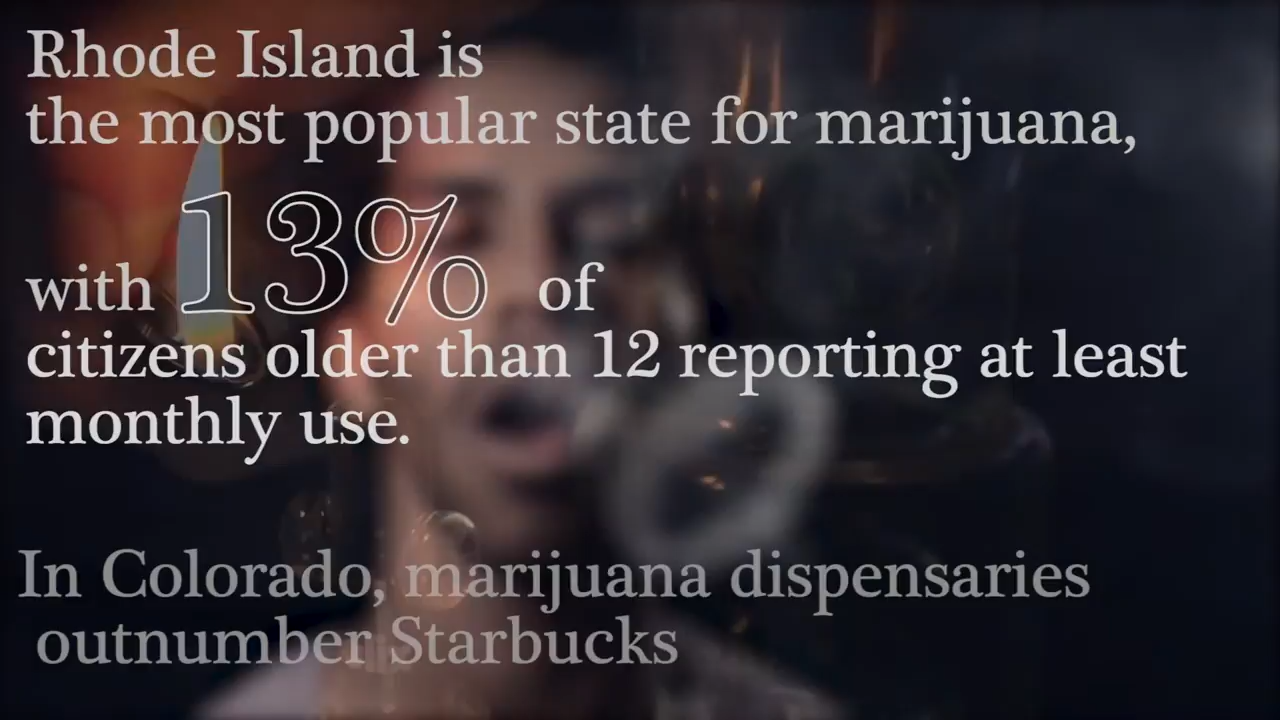 Rhode Island is
the most popular state for marijuana,
with 13% of
citizens older than 12 reporting at least
monthly use.
In Colorado, marijuana dispensaries
outnumber Starbucks